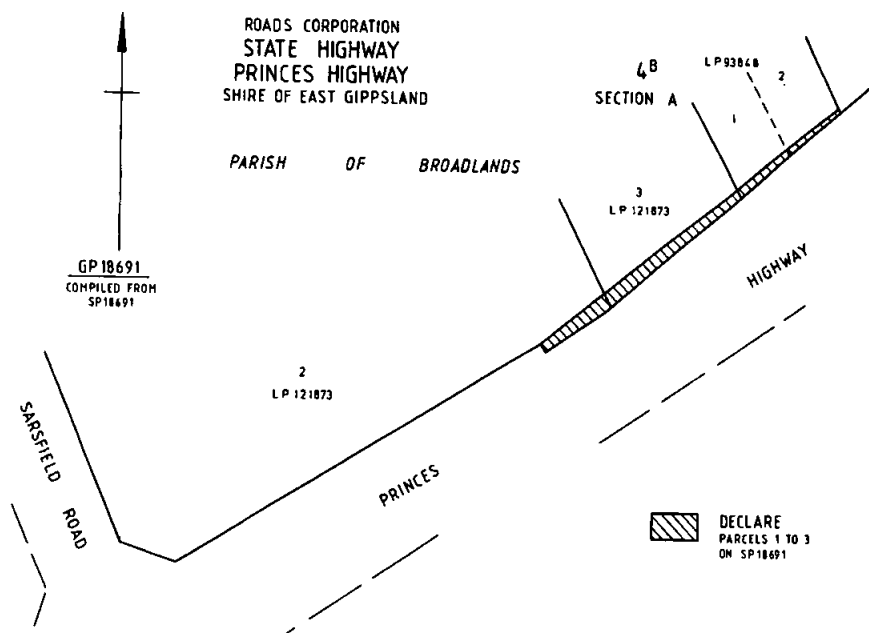 ROADS CORPORATION
STATE HIGHWAY
PRINCES HIGHWAY
SHIRE OF EAST GIPPSLAND
PARISH OF BROADLANDS
4B
SECTION A
LP93848
2
1
3
LP121873
GP18691
COMPILED FROM
SP18691
HIGHWAY
2
LP121873
SARSFIELD
ROAD
PRINCES
DECLARE
PARCELS 1 TO 3
ON SP18691